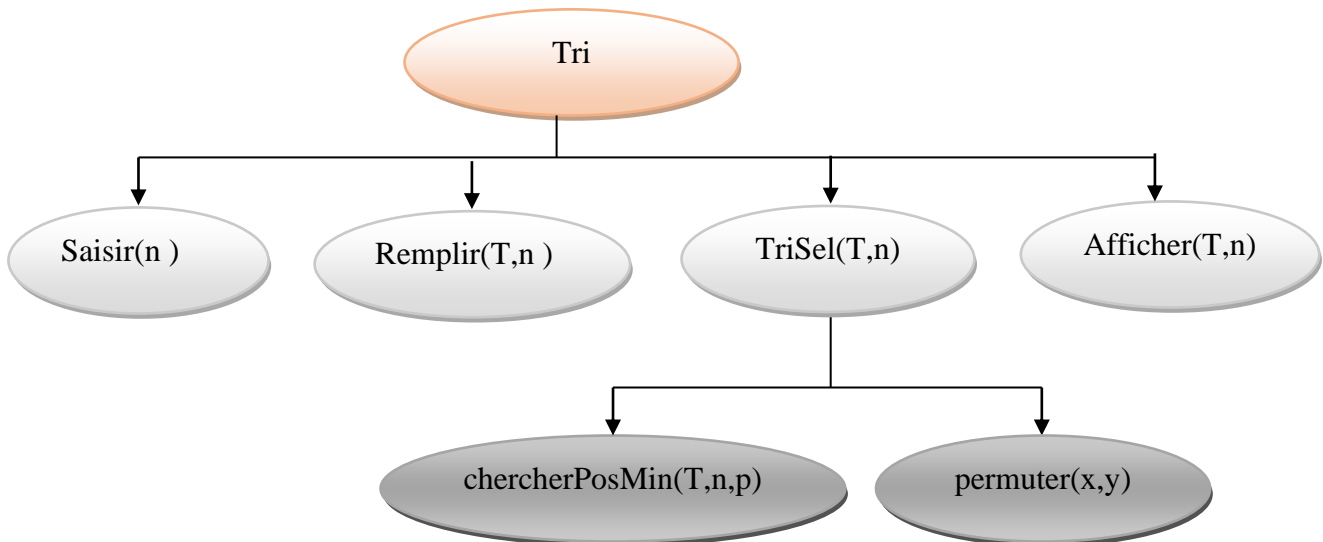 Tri
Saisir(n )
Remplir(T,n )
TriSel(T,n)
Afficher(T,n)
chercherPosMin(T,n,p)
permuter(x,y)